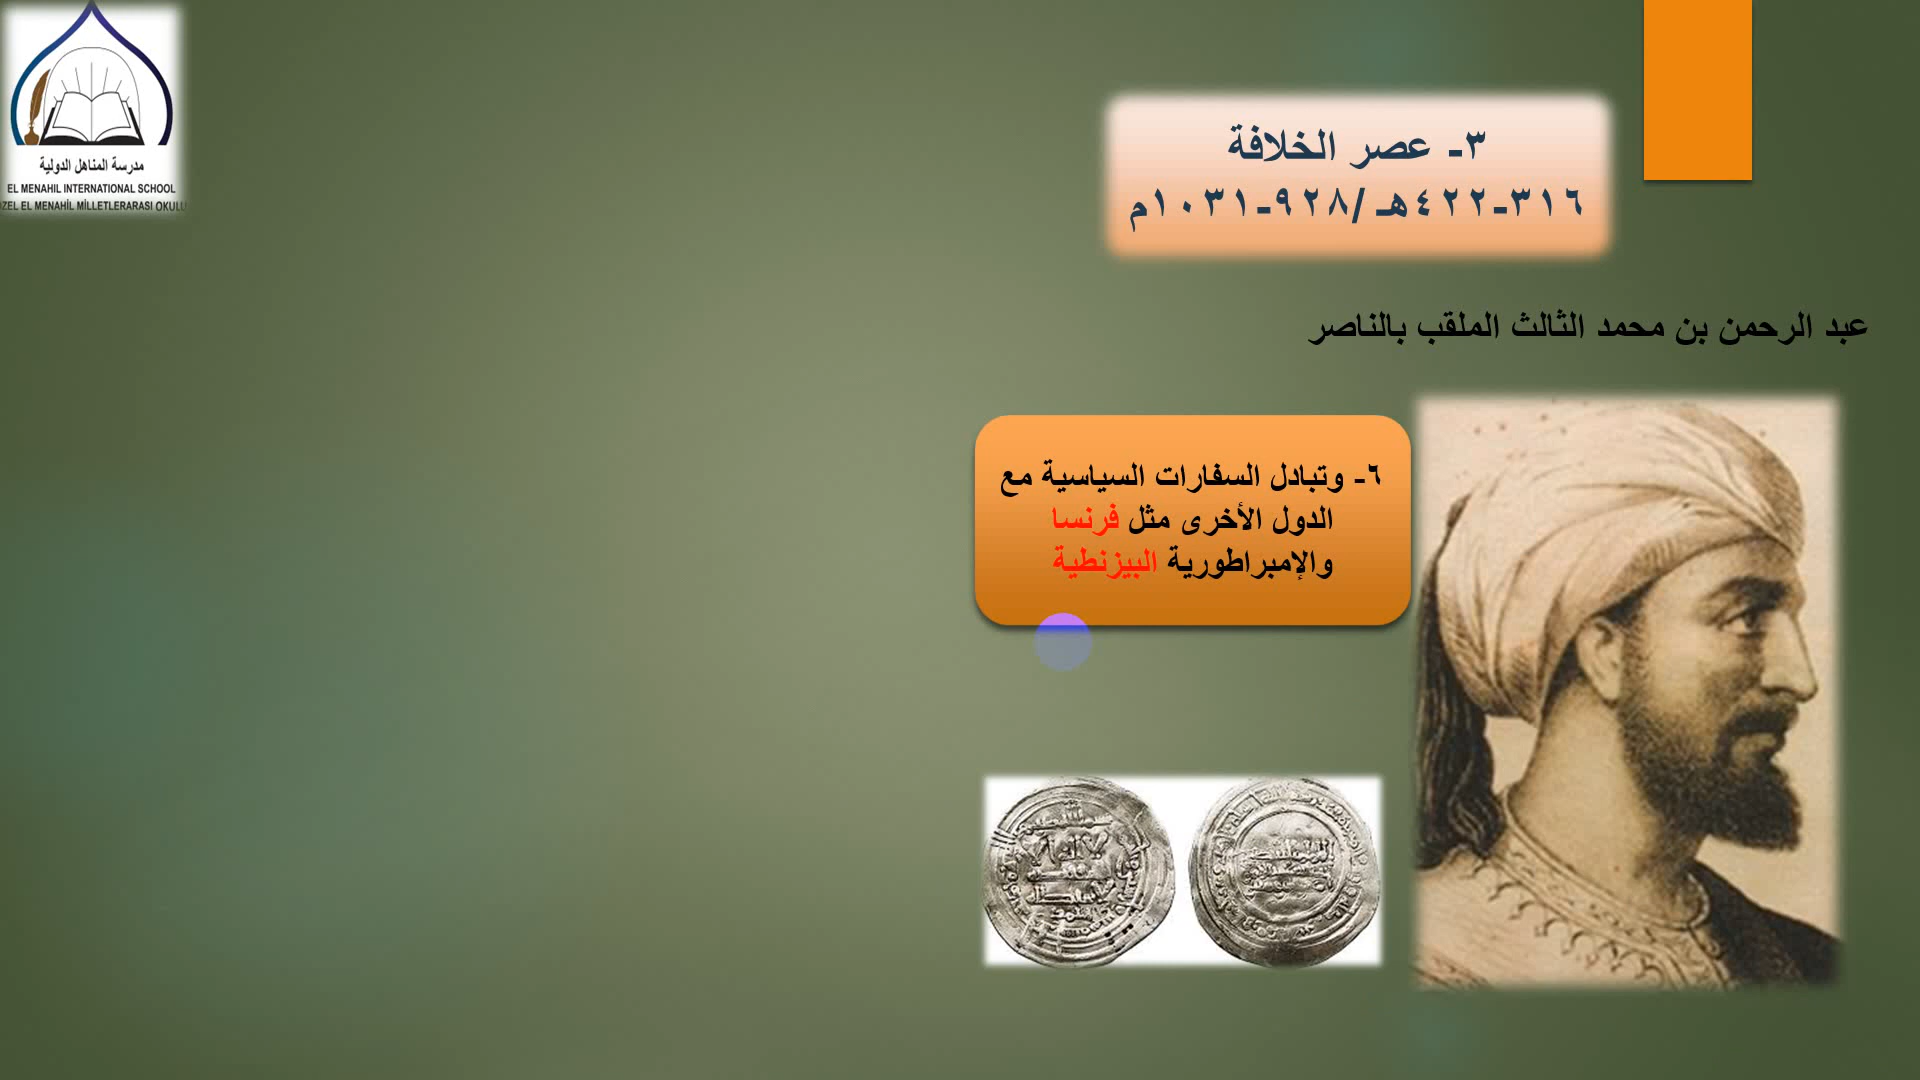 مدرسة المناهل الدولية
EL MENAHIL INTERNATIONAL SCHOOL
ÖZEL EL MENAHİL MİLLETLERARASI OKULU
٣- عصر الخلافة
٣١٦-٤٢٢هـ /٩٢٨-١٠٣١م
عبد الرحمن بن محمد الثالث الملقب بالناصر
٦- وتبادل السفارات السياسية مع
الدول الأخرى مثل فرنسا
والإمبراطورية البيزنطية